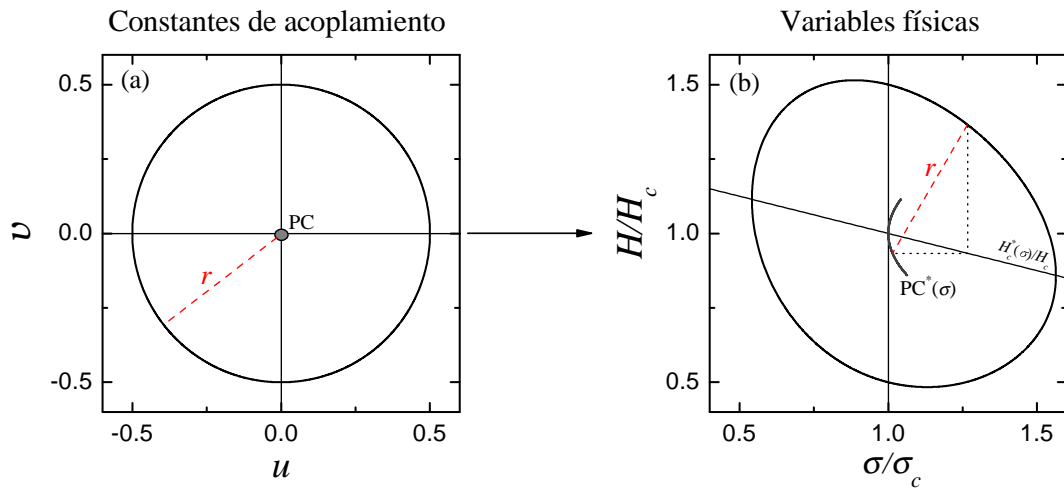 Constantes de acoplamiento
Variables físicas
(a)
0.5
0.0
-0.5
v
PC
r
-0.5
0.0
0.5
u
(b)
1.5
1.0
0.5
H/H_c
r
H_c^*(σ)/H_c
PC^*(σ)
0.5
1.0
1.5
σ/σ_c